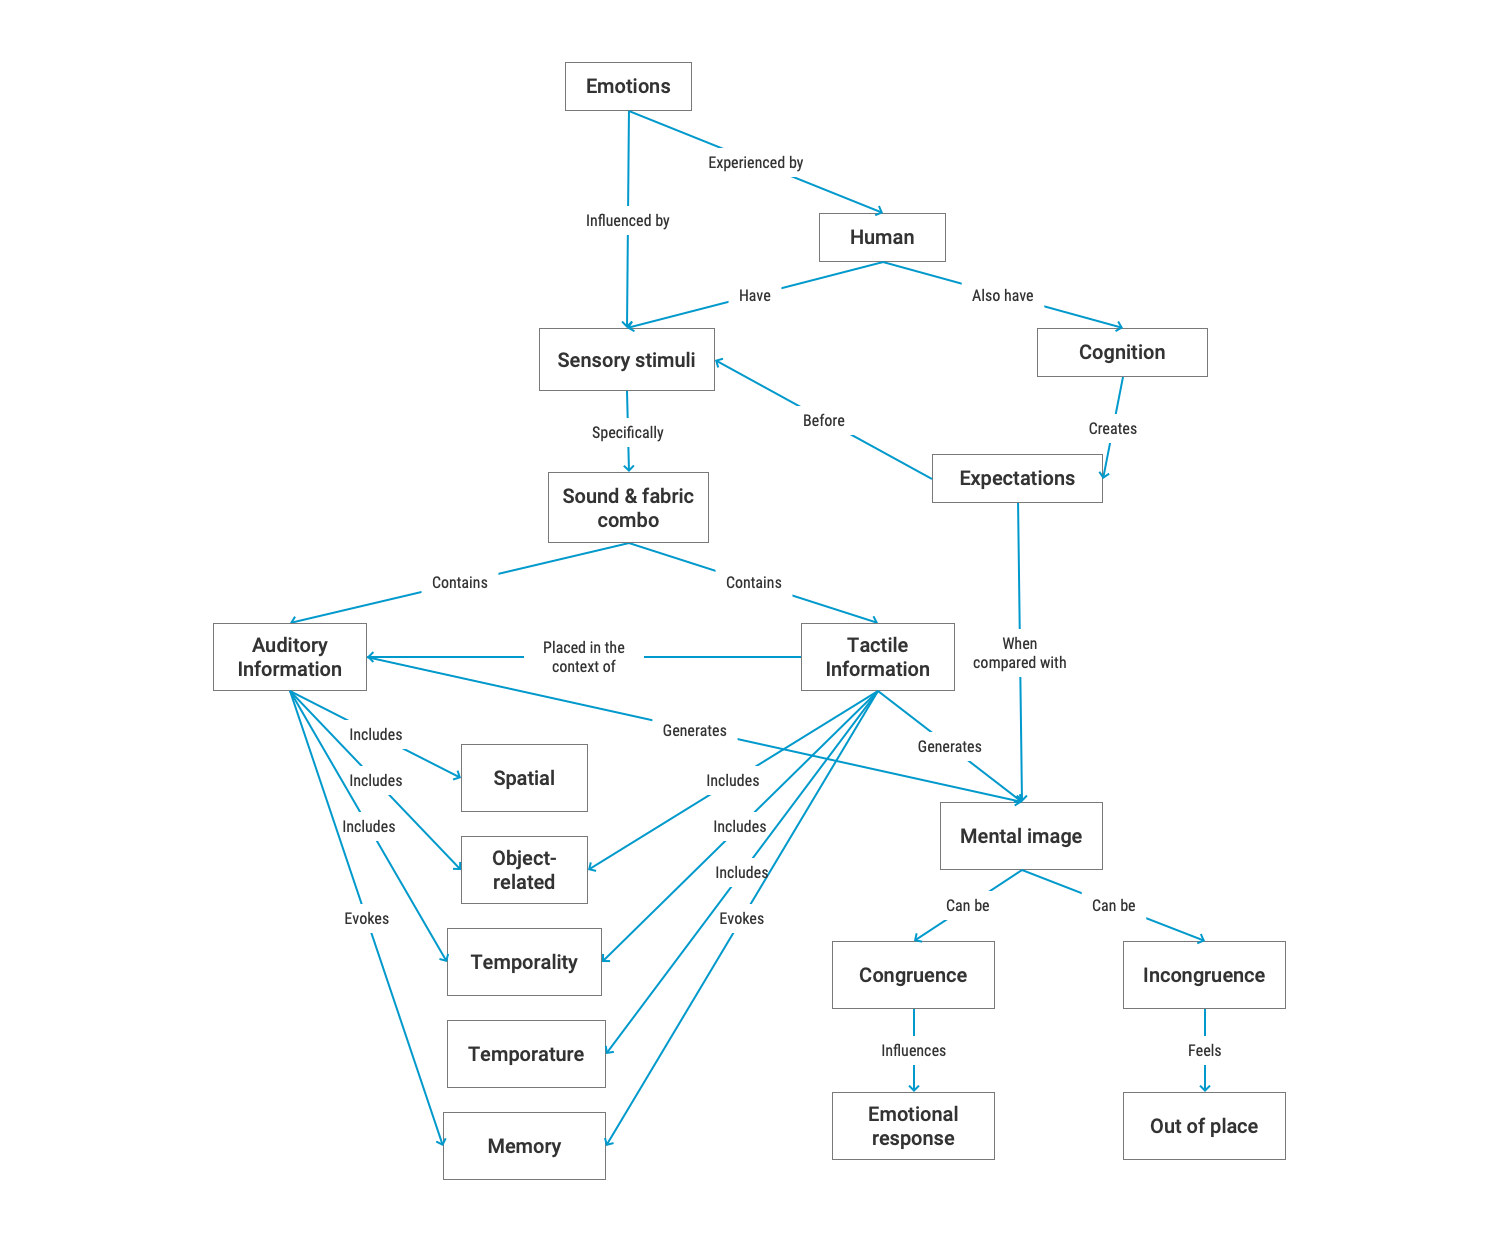 Emotions
Experienced by
Influenced by
Human
Have
Also have
Sensory stimuli
Cognition
Before
Creates
Specifically
Expectations
Sound & fabric
combo
Contains
Contains
Auditory
Information
Placed in the
context of
Tactile
Information
When
compared with
Generates
Generates
Includes
Spatial
Includes
Includes
Includes
Includes
Mental image
Object-
related
Includes
Evokes
Evokes
Can be
Can be
Temporality
Congruence
Incongruence
Temporature
Influences
Feels
Memory
Emotional
response
Out of place